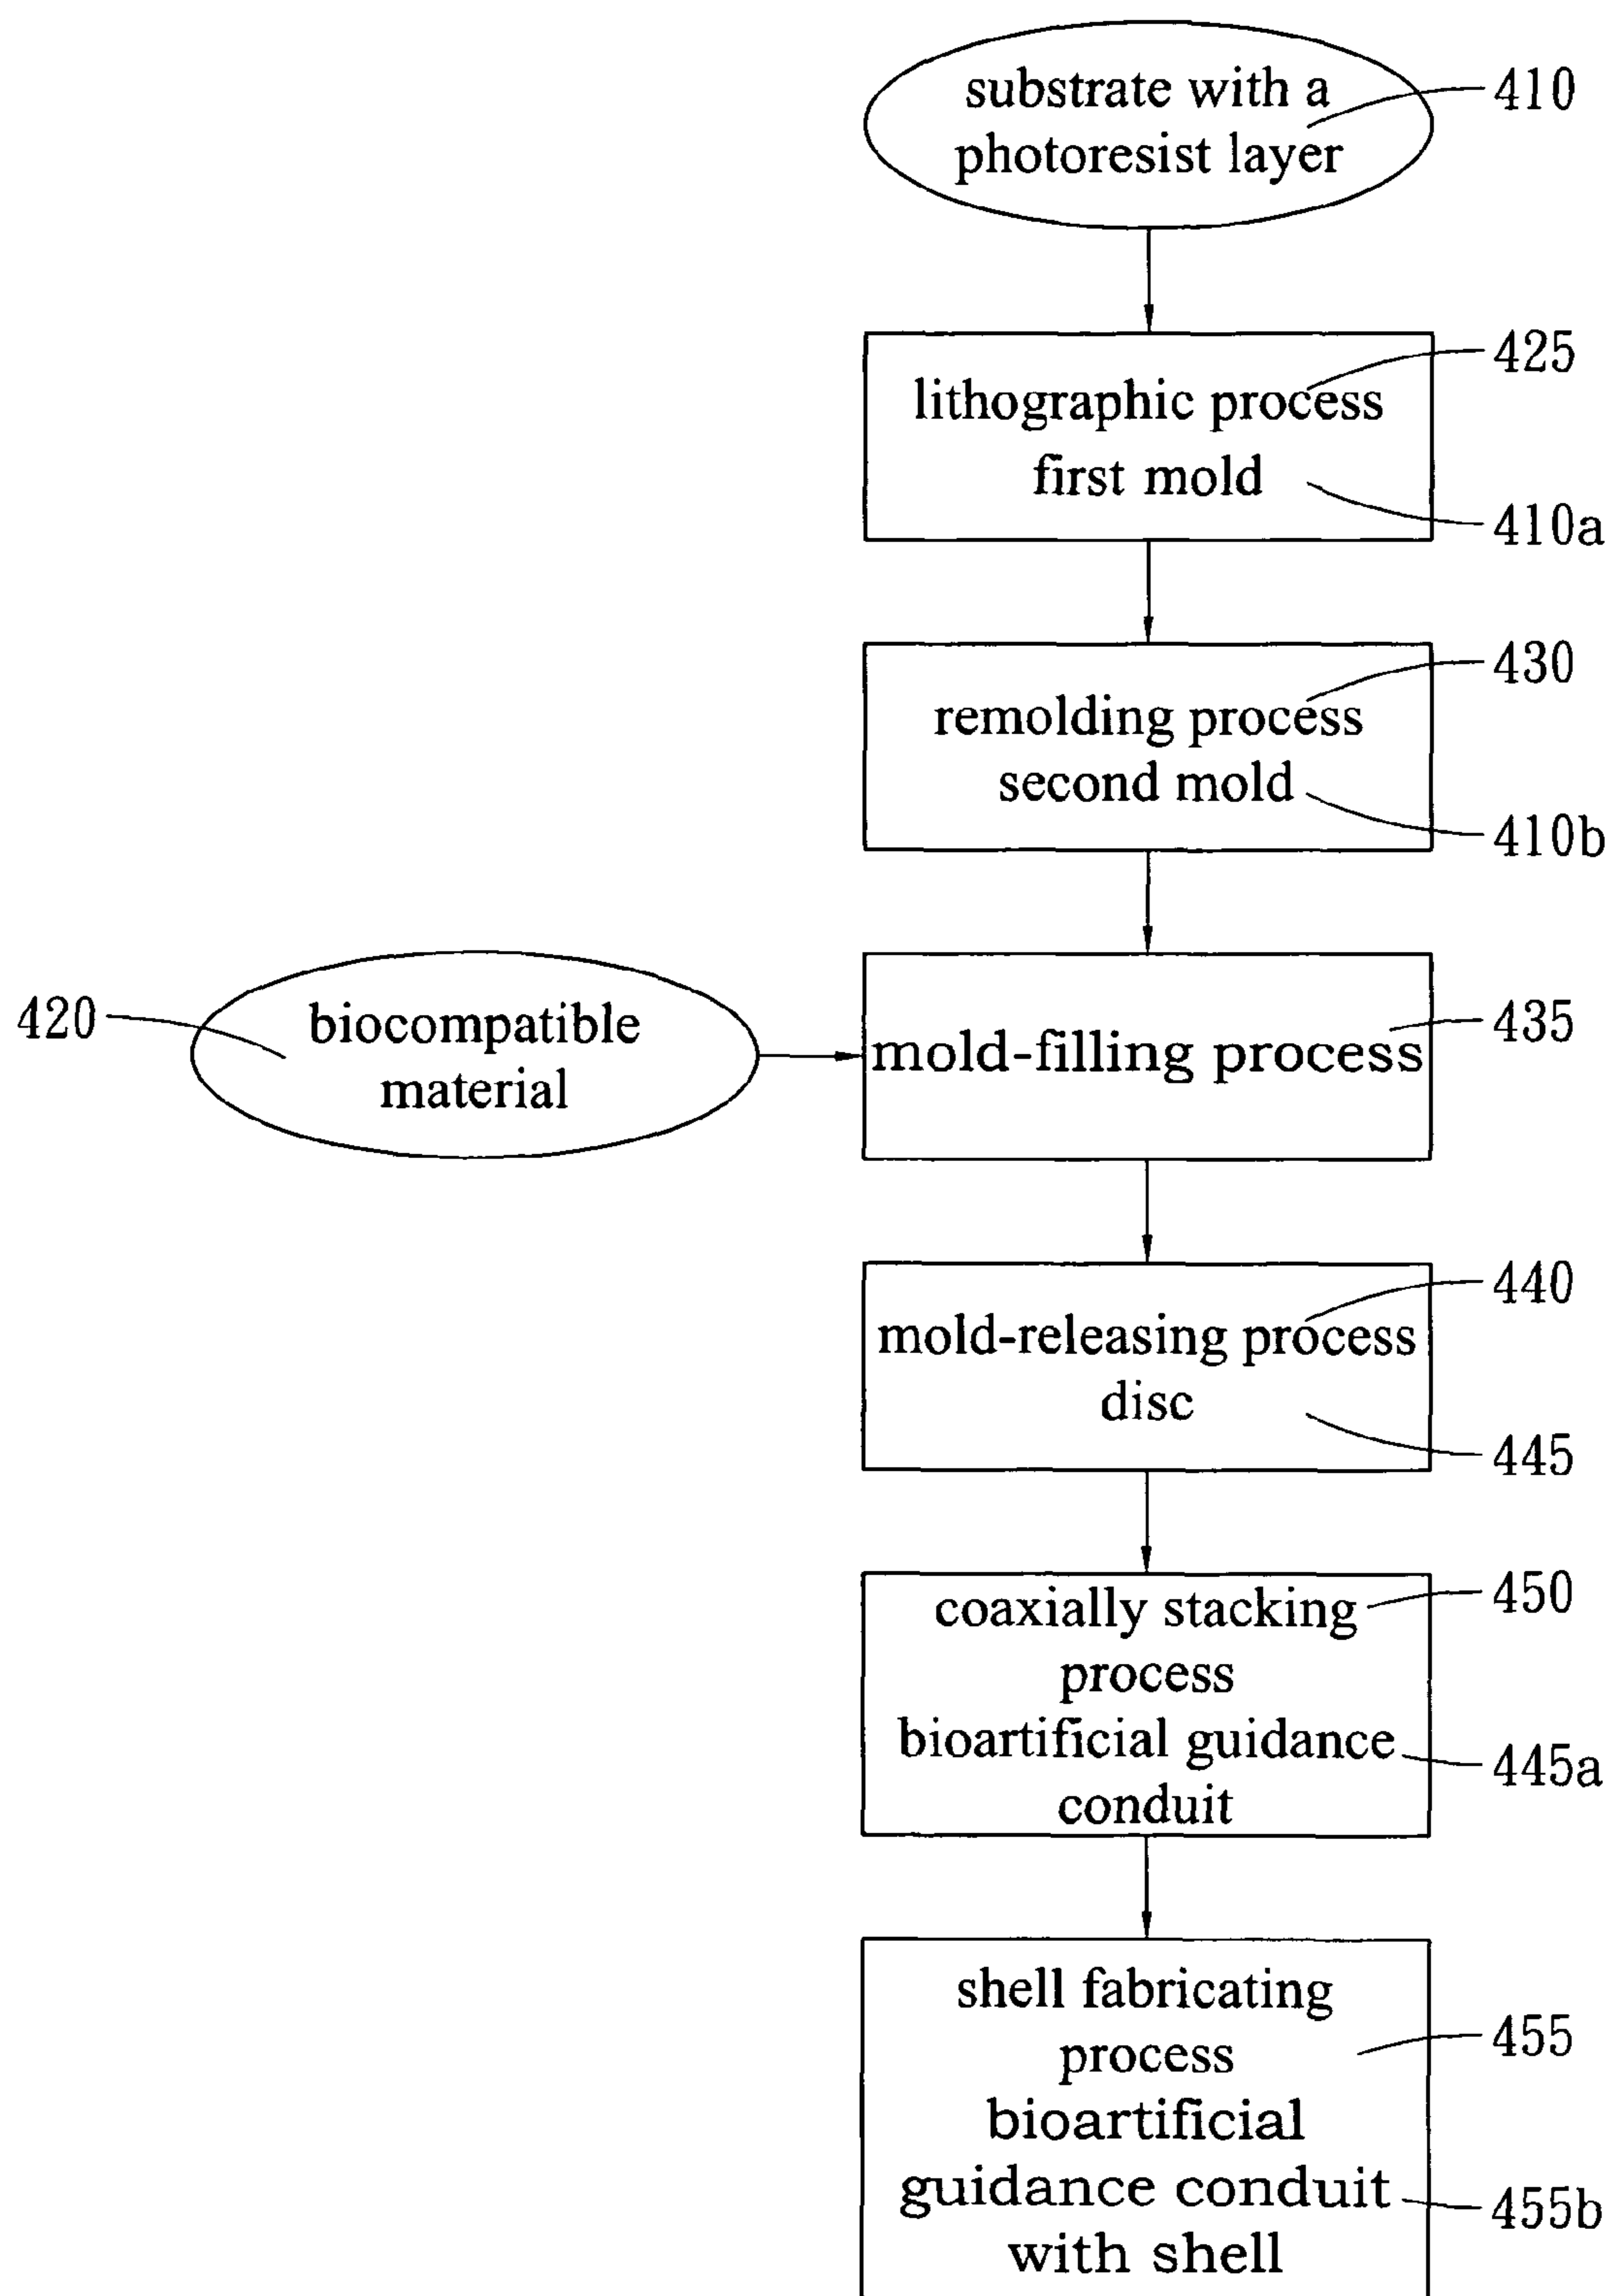 substrate with a
photoresist layer
410
lithographic process
425
first mold
410a
remolding process
430
second mold
410b
420
biocompatible
material
mold-filling process
435
mold-releasing process
440
disc
445
coaxially stacking
450
process
bioartificial guidance
445a
conduit
shell fabricating
process
455
bioartificial
guidance conduit
455b
with shell